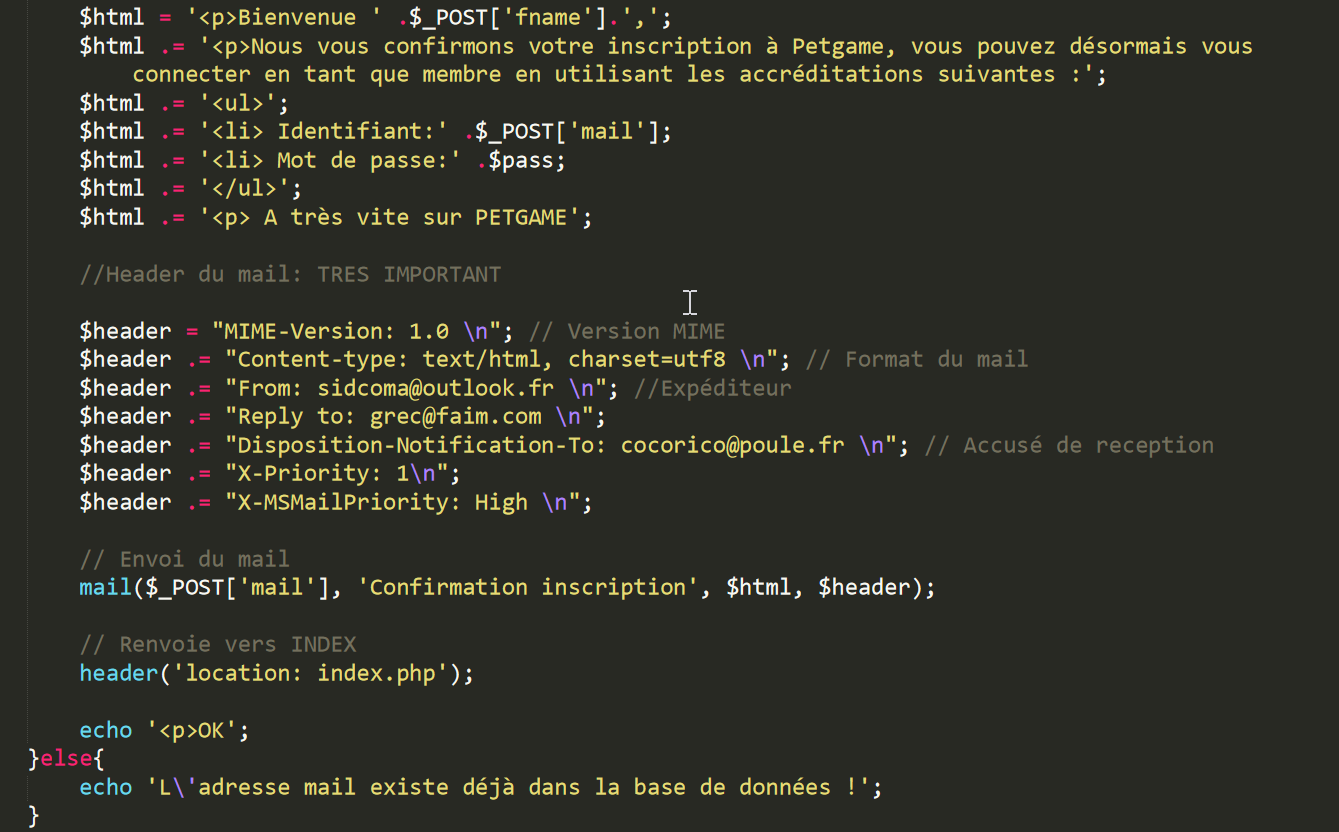 $html = '<p>Bienvenue ' .$_POST['fname'].',';
$html .= '<p>Nous vous confirmons votre inscription à Petgame, vous pouvez désormais vous
connecter en tant que membre en utilisant les accréditations suivantes :';
$html .= '<ul>';
$html .= '<li> Identifiant:' .$_POST['mail'];
$html .= '<li> Mot de passe:' .$pass;
$html .= '</ul>';
$html .= '<p> A très vite sur PETGAME';
//Header du mail: TRES IMPORTANT
$header = "MIME-Version: 1.0 \n"; // Version MIME
$header .= "Content-type: text/html, charset=utf8 \n"; // Format du mail
$header .= "From: sidcoma@outlook.fr \n"; //Expéditeur
$header .= "Reply to: grec@faim.com \n";
$header .= "Disposition-Notification-To: cocorico@poule.fr \n"; // Accusé de reception
$header .= "X-Priority: 1\n";
$header .= "X-MSMailPriority: High \n";
// Envoi du mail
mail($_POST['mail'], 'Confirmation inscription', $html, $header);
// Renvoie vers INDEX
header('location: index.php');
echo '<p>OK';
}else{
echo 'L\'adresse mail existe déjà dans la base de données !';
}